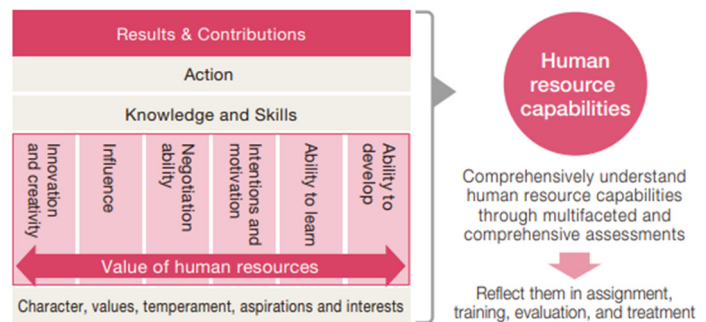 Results & Contributions
Action
Knowledge and Skills
Innovation
and creativity
Influence
Negotiation
ability
Intentions and
motivation
Ability to learn
Ability to
develop
Value of human resources
Character, values, temperament, aspirations and interests
Human
resource
capabilities
Comprehensively understand
human resource capabilities
through multifaceted and
comprehensive assessments
Reflect them in assignment,
training, evaluation, and treatment